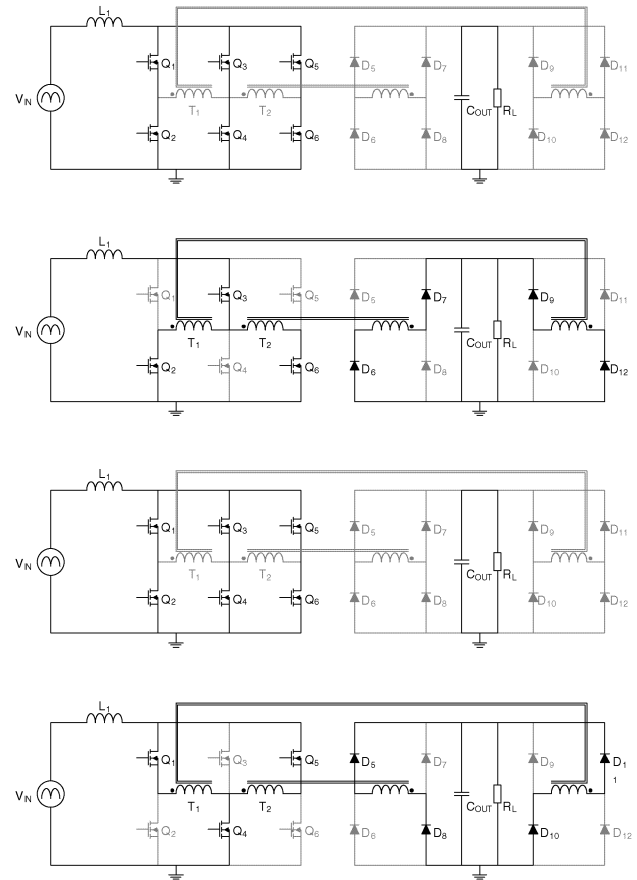 L1
Q1 Q3 Q5 D5 D7 D9 D11
VIN T1 T2 COUT RL
Q2 Q4 Q6 D6 D8 D10 D12
L1
Q1 Q3 Q5 D5 D7 D9 D11
VIN T1 T2 COUT RL
Q2 Q4 Q6 D6 D8 D10 D12
L1
Q1 Q3 Q5 D5 D7 D9 D11
VIN T1 T2 COUT RL
Q2 Q4 Q6 D6 D8 D10 D12
L1
Q1 Q3 Q5 D5 D7 D9 D1
1
VIN T1 T2 COUT RL
Q2 Q4 Q6 D6 D8 D10 D12